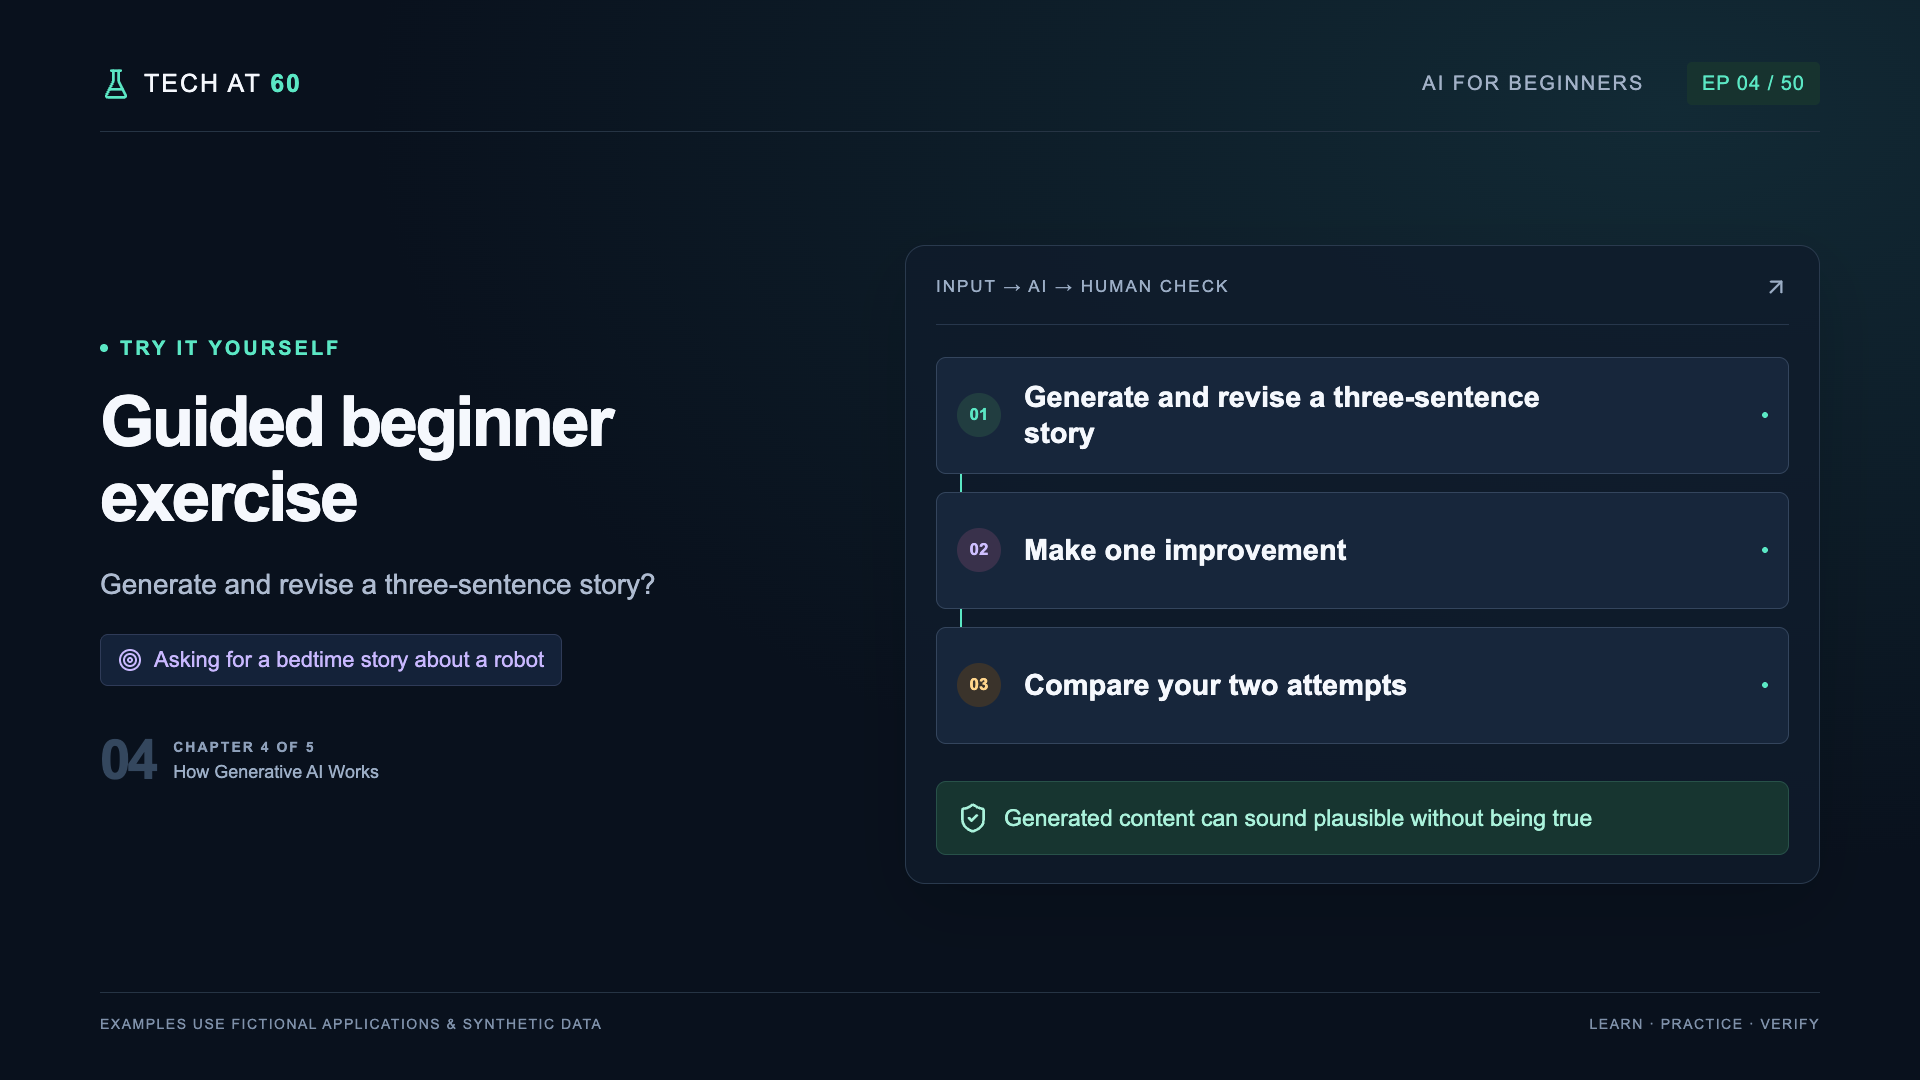 TECH AT 60
AI FOR BEGINNERS
EP 04 / 50
• TRY IT YOURSELF
Guided beginner
exercise
Generate and revise a three-sentence story?
Asking for a bedtime story about a robot
04
CHAPTER 4 OF 5
How Generative AI Works
INPUT → AI → HUMAN CHECK
01
Generate and revise a three-sentence
story
02
Make one improvement
03
Compare your two attempts
Generated content can sound plausible without being true
EXAMPLES USE FICTIONAL APPLICATIONS & SYNTHETIC DATA
LEARN · PRACTICE · VERIFY